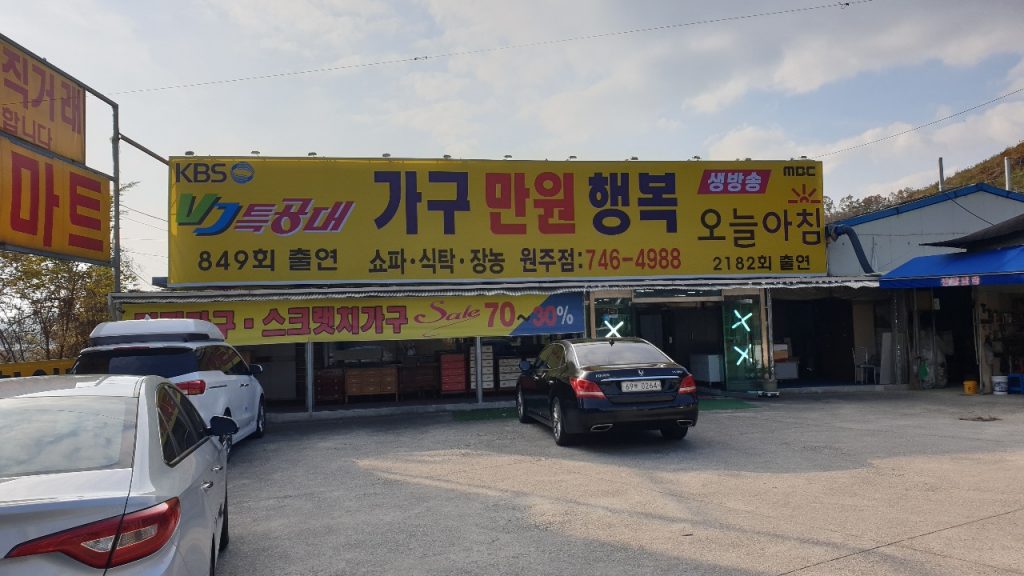 직거래
합니다
마트
KBS
VJ특공대
849회 출연
가구 만원 행복
쇼파·식탁·장농 원주점:746-4988
생방송
mbc
오늘아침
2182회 출연
스크랫치가구 Sale 70~30%
0264